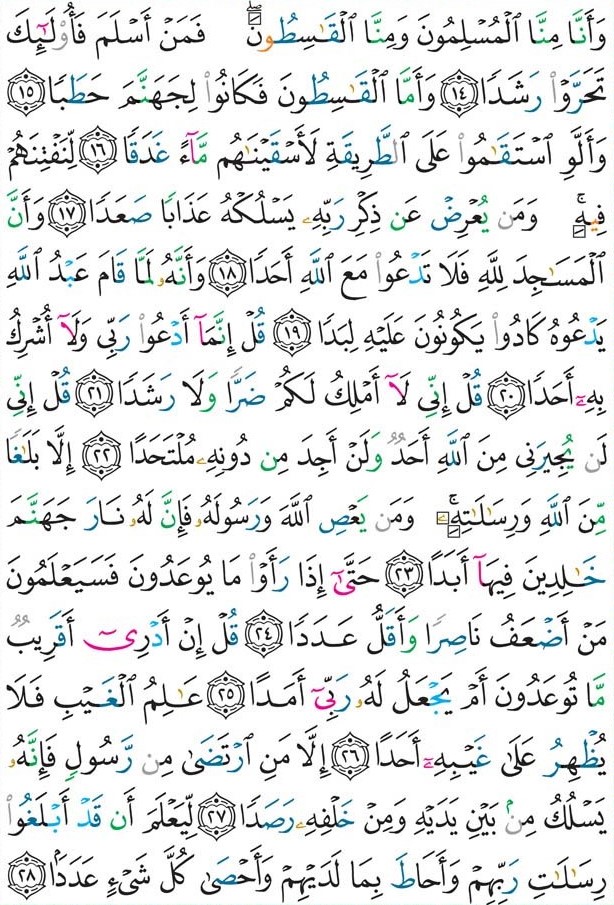 وَأَنَّا مِنَّا ٱلْمُسْلِمُونَ وَمِنَّا ٱلْقَٰسِطُونَ ۖ فَمَنْ أَسْلَمَ فَأُو۟لَٰٓئِكَ
تَحَرَّوْا۟ رَشَدًا ١٤ وَأَمَّا ٱلْقَٰسِطُونَ فَكَانُوا۟ لِجَهَنَّمَ حَطَبًا ١٥
وَأَلَّوِ ٱسْتَقَٰمُوا۟ عَلَى ٱلطَّرِيقَةِ لَأَسْقَيْنَٰهُم مَّآءً غَدَقًا ١٦ لِّنَفْتِنَهُمْ
فِيهِ ۚ وَمَن يُعْرِضْ عَن ذِكْرِ رَبِّهِۦ يَسْلُكْهُ عَذَابًا صَعَدًا ١٧ وَأَنَّ
ٱلْمَسَٰجِدَ لِلَّهِ فَلَا تَدْعُوا۟ مَعَ ٱللَّهِ أَحَدًا ١٨ وَأَنَّهُۥ لَمَّا قَامَ عَبْدُ ٱللَّهِ
يَدْعُوهُ كَادُوا۟ يَكُونُونَ عَلَيْهِ لِبَدًا ١٩ قُلْ إِنَّمَآ أَدْعُوا۟ رَبِّى وَلَآ أُشْرِكُ
بِهِۦٓ أَحَدًا ٢٠ قُلْ إِنِّى لَآ أَمْلِكُ لَكُمْ ضَرًّا وَلَا رَشَدًا ٢١ قُلْ إِنِّى
لَن يُجِيرَنِى مِنَ ٱللَّهِ أَحَدٌ وَلَنْ أَجِدَ مِن دُونِهِۦ مُلْتَحَدًا ٢٢ إِلَّا بَلَٰغًا
مِّنَ ٱللَّهِ وَرِسَٰلَٰتِهِۦ ۚ وَمَن يَعْصِ ٱللَّهَ وَرَسُولَهُۥ فَإِنَّ لَهُۥ نَارَ جَهَنَّمَ
خَٰلِدِينَ فِيهَآ أَبَدًا ٢٣ حَتَّىٰٓ إِذَا رَأَوْا۟ مَا يُوعَدُونَ فَسَيَعْلَمُونَ
مَنْ أَضْعَفُ نَاصِرًا وَأَقَلُّ عَدَدًا ٢٤ قُلْ إِنْ أَدْرِىٓ أَقَرِيبٌ
مَّا تُوعَدُونَ أَمْ يَجْعَلُ لَهُۥ رَبِّىٓ أَمَدًا ٢٥ عَٰلِمُ ٱلْغَيْبِ فَلَا
يُظْهِرُ عَلَىٰ غَيْبِهِۦٓ أَحَدًا ٢٦ إِلَّا مَنِ ٱرْتَضَىٰ مِن رَّسُولٍ فَإِنَّهُۥ
يَسْلُكُ مِنۢ بَيْنِ يَدَيْهِ وَمِنْ خَلْفِهِۦ رَصَدًا ٢٧ لِّيَعْلَمَ أَن قَدْ أَبْلَغُوا۟
رِسَٰلَٰتِ رَبِّهِمْ وَأَحَاطَ بِمَا لَدَيْهِمْ وَأَحْصَىٰ كُلَّ شَىْءٍ عَدَدًۢا ٢٨